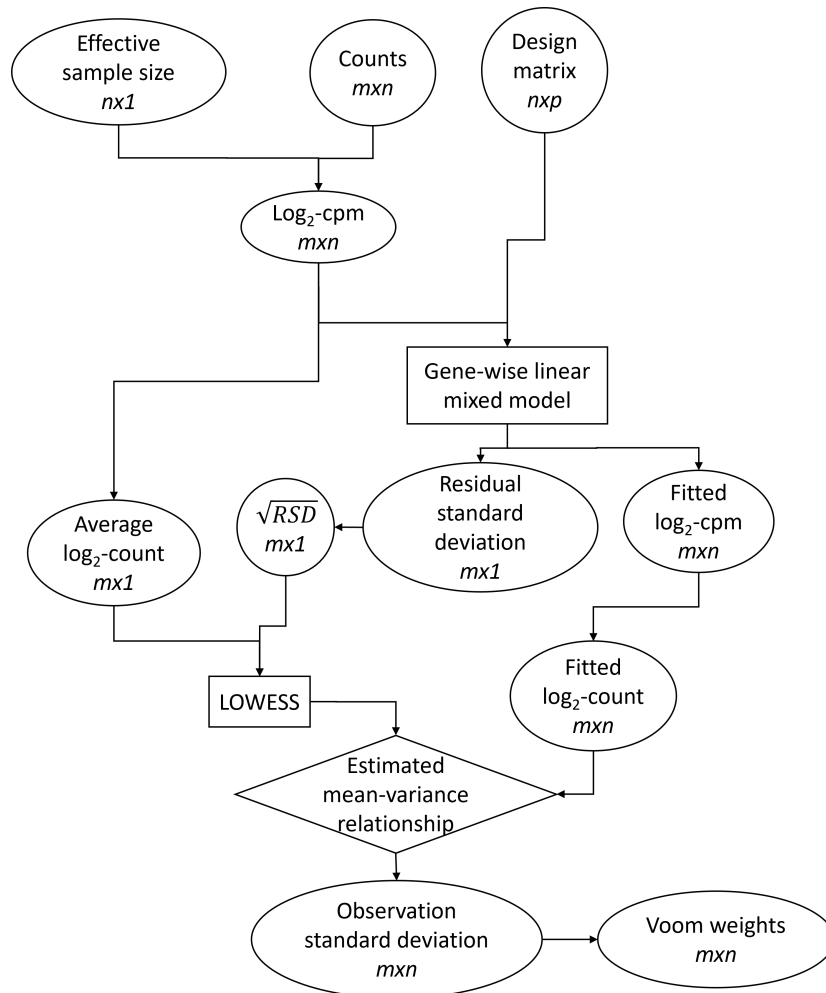 Effective
sample size
nx1
Counts
mxn
Design
matrix
nxp
Log₂-cpm
mxn
Gene-wise linear
mixed model
Average
log₂-count
mx1
√RSD
mx1
Residual
standard
deviation
mx1
Fitted
log₂-cpm
mxn
LOWESS
Fitted
log₂-count
mxn
Estimated
mean-variance
relationship
Observation
standard deviation
mxn
Voom weights
mxn